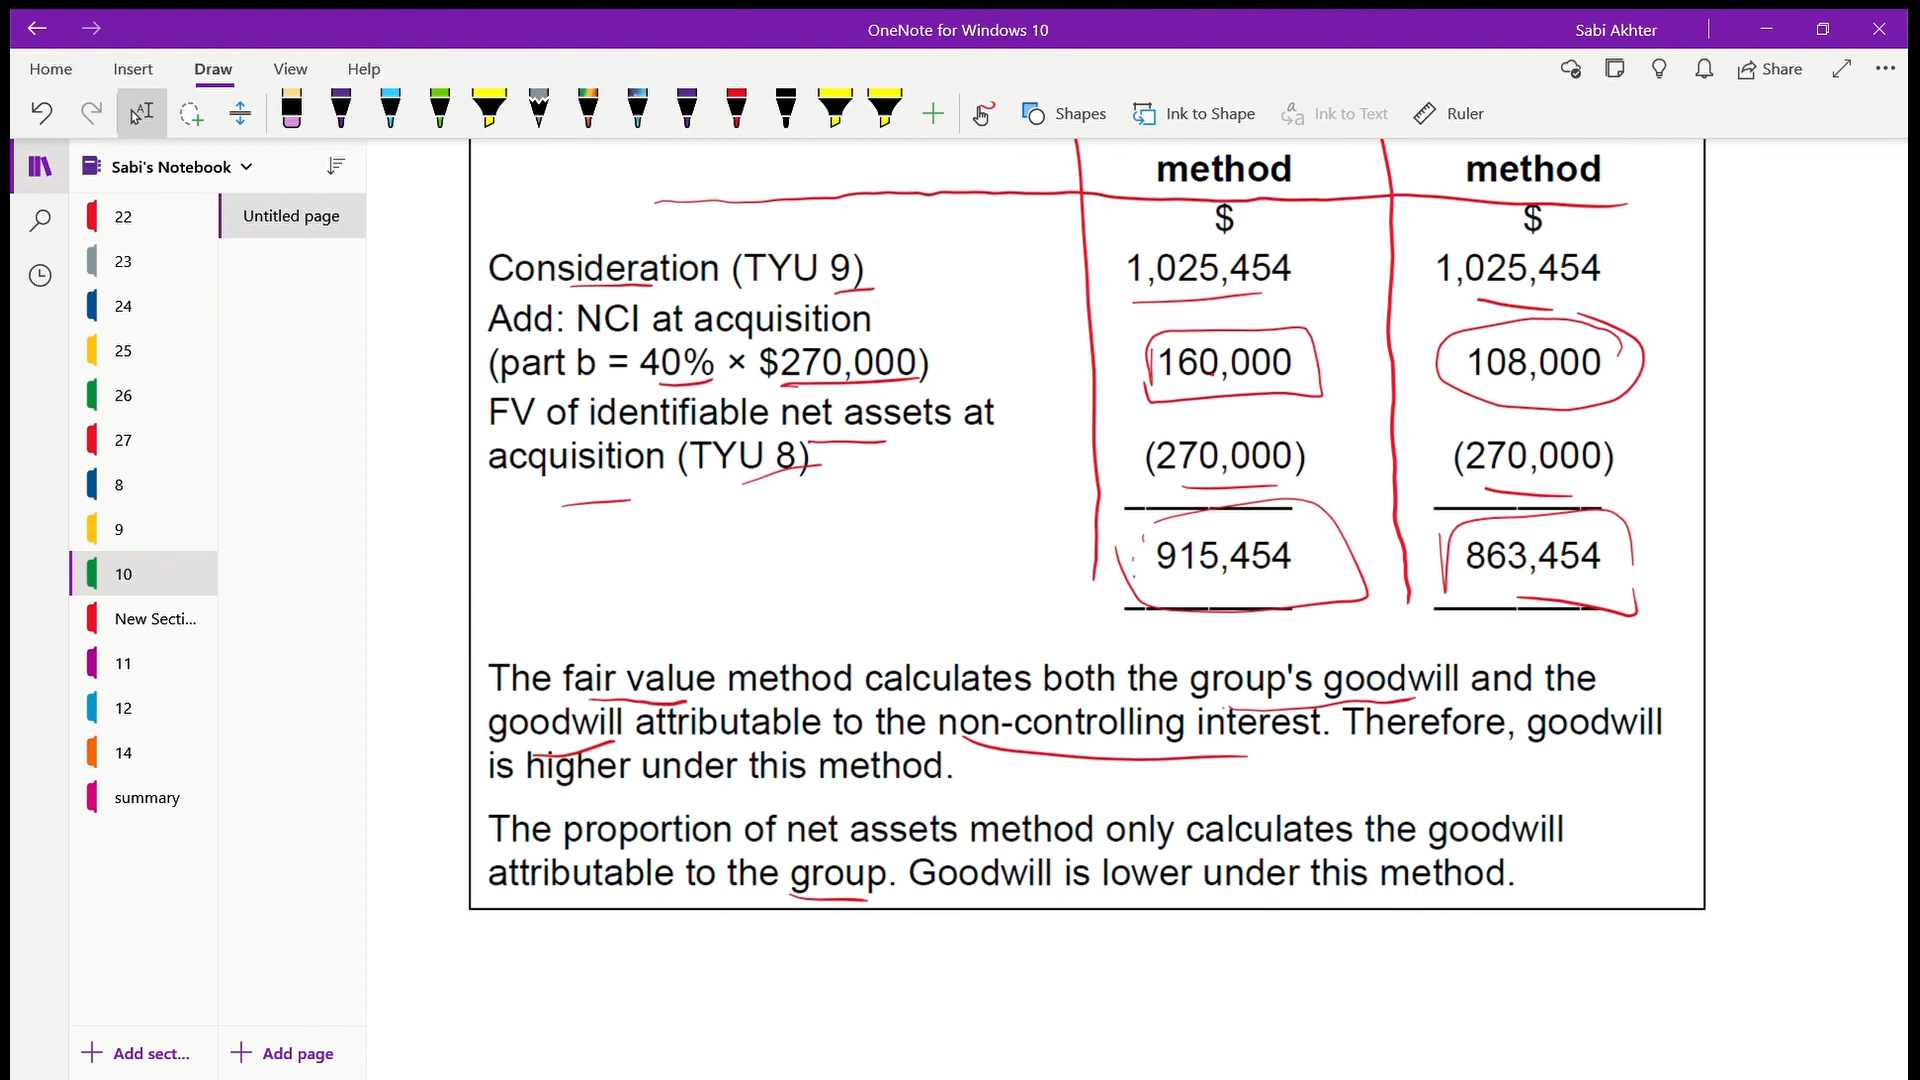 OneNote for Windows 10
Sabi Akhter
Home Insert Draw View Help
Share
Shapes Ink to Shape Ink to Text Ruler
Sabi's Notebook
22
23
24
25
26
27
8
9
10
New Secti...
11
12
14
summary
Add sect...
Untitled page
Add page
method method
$ $
Consideration (TYU 9) 1,025,454 1,025,454
Add: NCI at acquisition
(part b = 40% × $270,000) 160,000 108,000
FV of identifiable net assets at
acquisition (TYU 8) (270,000) (270,000)
915,454 863,454
The fair value method calculates both the group's goodwill and the
goodwill attributable to the non-controlling interest. Therefore, goodwill
is higher under this method.
The proportion of net assets method only calculates the goodwill
attributable to the group. Goodwill is lower under this method.